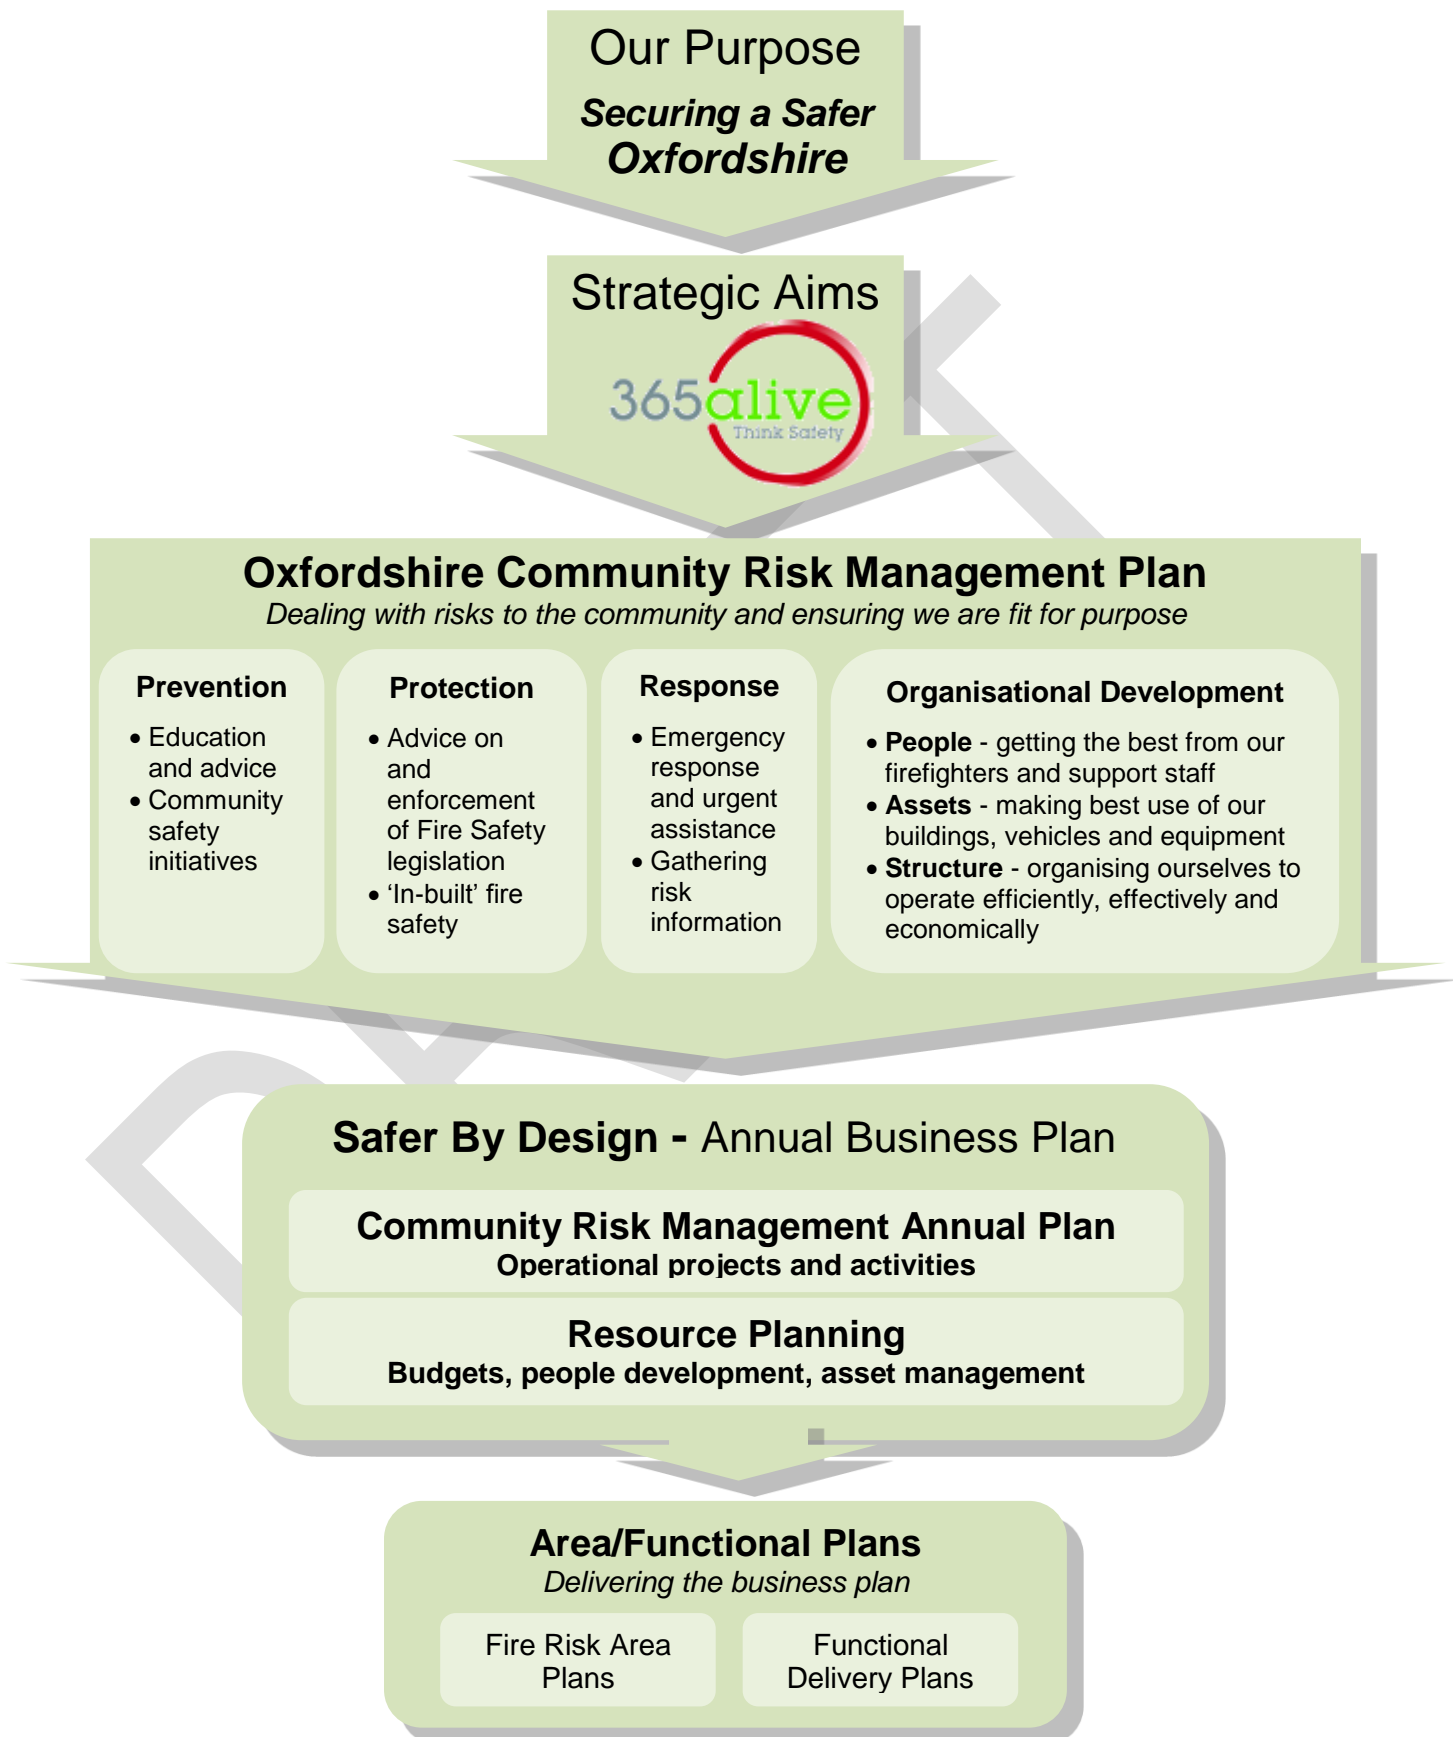 Our Purpose
Securing a Safer
Oxfordshire
Strategic Aims
365alive
Think Safety
Oxfordshire Community Risk Management Plan
Dealing with risks to the community and ensuring we are fit for purpose
Prevention
• Education
and advice
• Community
safety
initiatives
Protection
• Advice on
and
enforcement
of Fire Safety
legislation
• ‘In-built’ fire
safety
Response
• Emergency
response
and urgent
assistance
• Gathering
risk
information
Organisational Development
• People - getting the best from our
firefighters and support staff
• Assets - making best use of our
buildings, vehicles and equipment
• Structure - organising ourselves to
operate efficiently, effectively and
economically
Safer By Design - Annual Business Plan
Community Risk Management Annual Plan
Operational projects and activities
Resource Planning
Budgets, people development, asset management
Area/Functional Plans
Delivering the business plan
Fire Risk Area
Plans
Functional
Delivery Plans